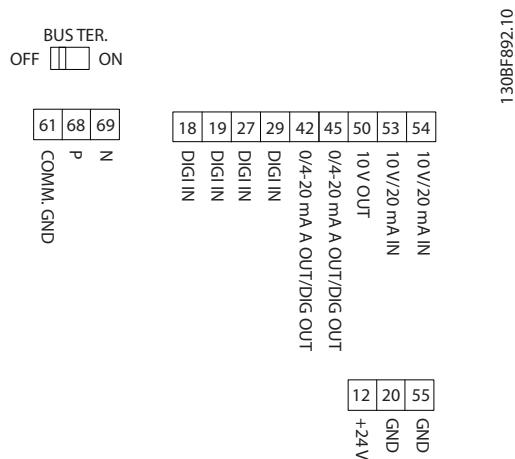 BUS TER.
OFF ON
61 68 69
COMM. GND
P
N
18 19 27 29 42 45 50 53 54
DIGI IN
DIGI IN
DIGI IN
DIGI IN
0/4-20 mA A OUT/DIG OUT
0/4-20 mA A OUT/DIG OUT
10 V OUT
10 V/20 mA IN
10 V/20 mA IN
12 20 55
+24 V
GND
GND
130BF892.10